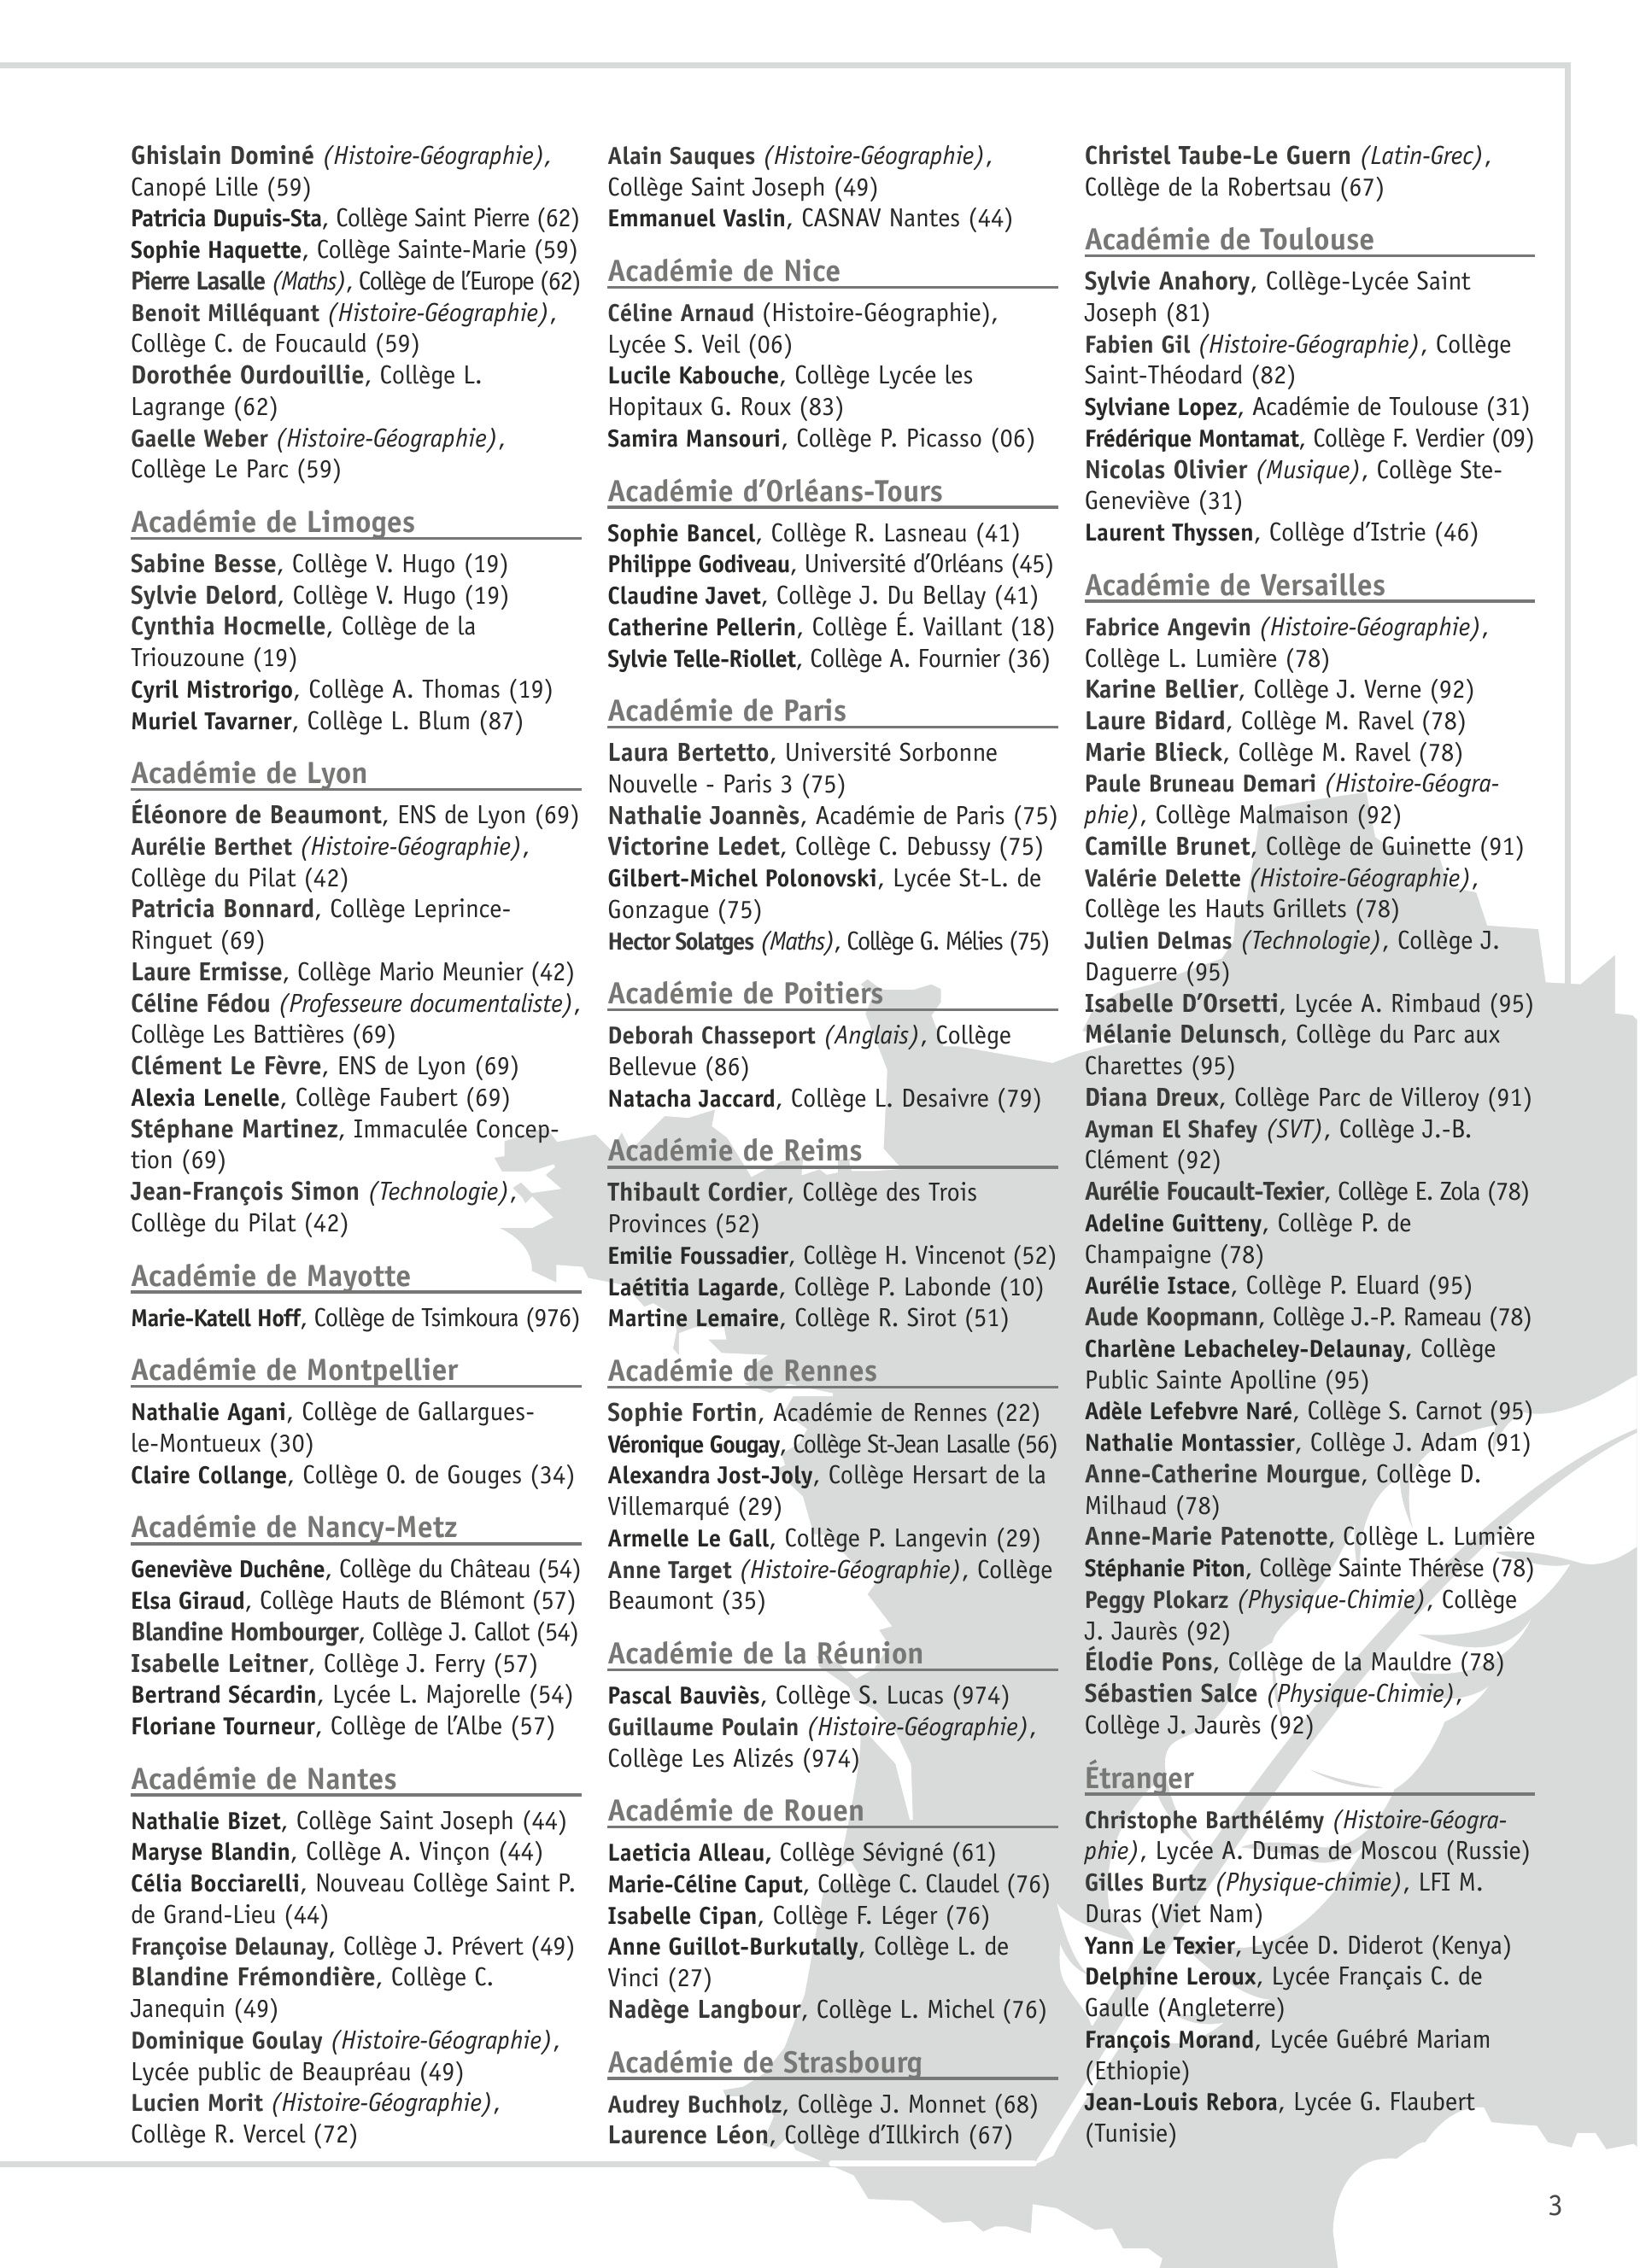 Ghislain Dominé (Histoire-Géographie),
Canopé Lille (59)
Patricia Dupuis-Sta, Collège Saint Pierre (62)
Sophie Haquette, Collège Sainte-Marie (59)
Pierre Lasalle (Maths), Collège de l’Europe (62)
Benoit Milléquant (Histoire-Géographie),
Collège C. de Foucauld (59)
Dorothée Ourdouillie, Collège L.
Lagrange (62)
Gaelle Weber (Histoire-Géographie),
Collège Le Parc (59)
Académie de Limoges
Sabine Besse, Collège V. Hugo (19)
Sylvie Delord, Collège V. Hugo (19)
Cynthia Hocmelle, Collège de la
Triouzoune (19)
Cyril Mistrorigo, Collège A. Thomas (19)
Muriel Tavarner, Collège L. Blum (87)
Académie de Lyon
Éléonore de Beaumont, ENS de Lyon (69)
Aurélie Berthet (Histoire-Géographie),
Collège du Pilat (42)
Patricia Bonnard, Collège Leprince-
Ringuet (69)
Laure Ermisse, Collège Mario Meunier (42)
Céline Fédou (Professeure documentaliste),
Collège Les Battières (69)
Clément Le Fèvre, ENS de Lyon (69)
Alexia Lenelle, Collège Faubert (69)
Stéphane Martinez, Immaculée Concep-
tion (69)
Jean-François Simon (Technologie),
Collège du Pilat (42)
Académie de Mayotte
Marie-Katell Hoff, Collège de Tsimkoura (976)
Académie de Montpellier
Nathalie Agani, Collège de Gallargues-
le-Montueux (30)
Claire Collange, Collège O. de Gouges (34)
Académie de Nancy-Metz
Geneviève Duchêne, Collège du Château (54)
Elsa Giraud, Collège Hauts de Blémont (57)
Blandine Hombourger, Collège J. Callot (54)
Isabelle Leitner, Collège J. Ferry (57)
Bertrand Sécardin, Lycée L. Majorelle (54)
Floriane Tourneur, Collège de l’Albe (57)
Académie de Nantes
Nathalie Bizet, Collège Saint Joseph (44)
Maryse Blandin, Collège A. Vinçon (44)
Célia Bocciarelli, Nouveau Collège Saint P.
de Grand-Lieu (44)
Françoise Delaunay, Collège J. Prévert (49)
Blandine Frémondière, Collège C.
Janequin (49)
Dominique Goulay (Histoire-Géographie),
Lycée public de Beaupréau (49)
Lucien Morit (Histoire-Géographie),
Collège R. Vercel (72)
Alain Sauques (Histoire-Géographie),
Collège Saint Joseph (49)
Emmanuel Vaslin, CASNAV Nantes (44)
Académie de Nice
Céline Arnaud (Histoire-Géographie),
Lycée S. Veil (06)
Lucile Kabouche, Collège Lycée les
Hopitaux G. Roux (83)
Samira Mansouri, Collège P. Picasso (06)
Académie d’Orléans-Tours
Sophie Bancel, Collège R. Lasneau (41)
Philippe Godiveau, Université d’Orléans (45)
Claudine Javet, Collège J. Du Bellay (41)
Catherine Pellerin, Collège É. Vaillant (18)
Sylvie Telle-Riollet, Collège A. Fournier (36)
Académie de Paris
Laura Bertetto, Université Sorbonne
Nouvelle - Paris 3 (75)
Nathalie Joannès, Académie de Paris (75)
Victorine Ledet, Collège C. Debussy (75)
Gilbert-Michel Polonovski, Lycée St-L. de
Gonzague (75)
Hector Solatges (Maths), Collège G. Mélies (75)
Académie de Poitiers
Deborah Chasseport (Anglais), Collège
Bellevue (86)
Natacha Jaccard, Collège L. Desaivre (79)
Académie de Reims
Thibault Cordier, Collège des Trois
Provinces (52)
Emilie Foussadier, Collège H. Vincenot (52)
Laétitia Lagarde, Collège P. Labonde (10)
Martine Lemaire, Collège R. Sirot (51)
Académie de Rennes
Sophie Fortin, Académie de Rennes (22)
Véronique Gougay, Collège St-Jean Lasalle (56)
Alexandra Jost-Joly, Collège Hersart de la
Villemarqué (29)
Armelle Le Gall, Collège P. Langevin (29)
Anne Target (Histoire-Géographie), Collège
Beaumont (35)
Académie de la Réunion
Pascal Bauviès, Collège S. Lucas (974)
Guillaume Poulain (Histoire-Géographie),
Collège Les Alizés (974)
Académie de Rouen
Laeticia Alleau, Collège Sévigné (61)
Marie-Céline Caput, Collège C. Claudel (76)
Isabelle Cipan, Collège F. Léger (76)
Anne Guillot-Burkutally, Collège L. de
Vinci (27)
Nadège Langbour, Collège L. Michel (76)
Académie de Strasbourg
Audrey Buchholz, Collège J. Monnet (68)
Laurence Léon, Collège d’Illkirch (67)
Christel Taube-Le Guern (Latin-Grec),
Collège de la Robertsau (67)
Académie de Toulouse
Sylvie Anahory, Collège-Lycée Saint
Joseph (81)
Fabien Gil (Histoire-Géographie), Collège
Saint-Théodard (82)
Sylviane Lopez, Académie de Toulouse (31)
Frédérique Montamat, Collège F. Verdier (09)
Nicolas Olivier (Musique), Collège Ste-
Geneviève (31)
Laurent Thyssen, Collège d’Istrie (46)
Académie de Versailles
Fabrice Angevin (Histoire-Géographie),
Collège L. Lumière (78)
Karine Bellier, Collège J. Verne (92)
Laure Bidard, Collège M. Ravel (78)
Marie Blieck, Collège M. Ravel (78)
Paule Bruneau Demari (Histoire-Géogra-
phie), Collège Malmaison (92)
Camille Brunet, Collège de Guinette (91)
Valérie Delette (Histoire-Géographie),
Collège les Hauts Grillets (78)
Julien Delmas (Technologie), Collège J.
Daguerre (95)
Isabelle D’Orsetti, Lycée A. Rimbaud (95)
Mélanie Delunsch, Collège du Parc aux
Charettes (95)
Diana Dreux, Collège Parc de Villeroy (91)
Ayman El Shafey (SVT), Collège J.-B.
Clément (92)
Aurélie Foucault-Texier, Collège E. Zola (78)
Adeline Guitteny, Collège P. de
Champaigne (78)
Aurélie Istace, Collège P. Eluard (95)
Aude Koopmann, Collège J.-P. Rameau (78)
Charlène Lebacheley-Delaunay, Collège
Public Sainte Apolline (95)
Adèle Lefebvre Naré, Collège S. Carnot (95)
Nathalie Montassier, Collège J. Adam (91)
Anne-Catherine Mourgue, Collège D.
Milhaud (78)
Anne-Marie Patenotte, Collège L. Lumière
Stéphanie Piton, Collège Sainte Thérèse (78)
Peggy Plokarz (Physique-Chimie), Collège
J. Jaurès (92)
Élodie Pons, Collège de la Mauldre (78)
Sébastien Salce (Physique-Chimie),
Collège J. Jaurès (92)
Étranger
Christophe Barthélémy (Histoire-Géogra-
phie), Lycée A. Dumas de Moscou (Russie)
Gilles Burtz (Physique-chimie), LFI M.
Duras (Viet Nam)
Yann Le Texier, Lycée D. Diderot (Kenya)
Delphine Leroux, Lycée Français C. de
Gaulle (Angleterre)
François Morand, Lycée Guébré Mariam
(Ethiopie)
Jean-Louis Rebora, Lycée G. Flaubert
(Tunisie)
3